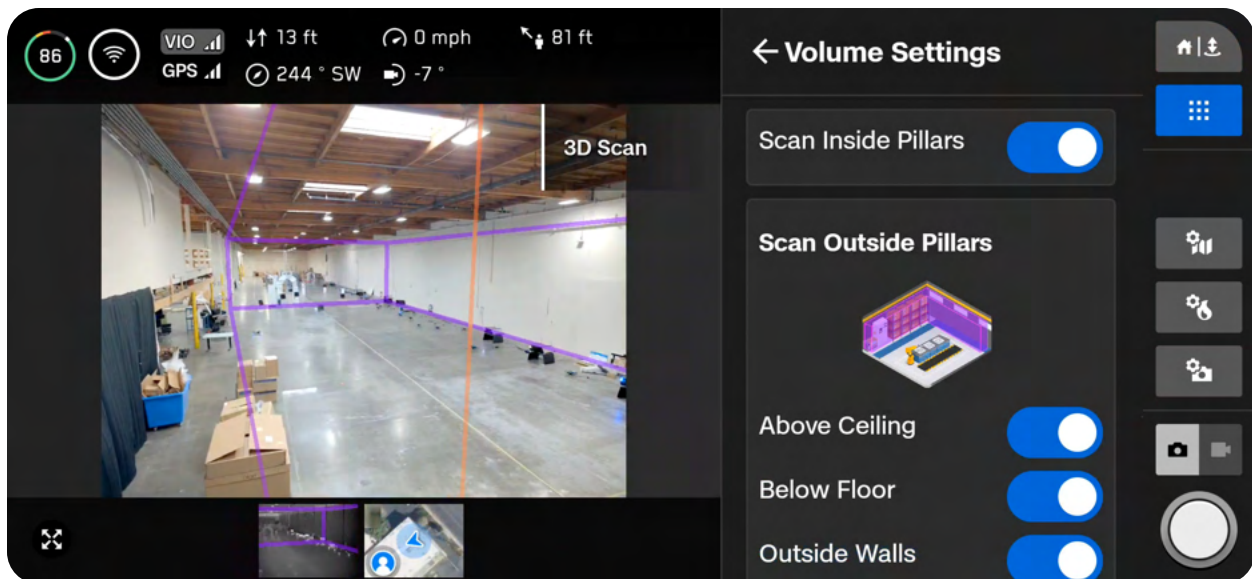 86
VIO
GPS
13 ft
0 mph
81 ft
244 ° SW
-7 °
3D Scan
Volume Settings
Scan Inside Pillars
Scan Outside Pillars
Above Ceiling
Below Floor
Outside Walls